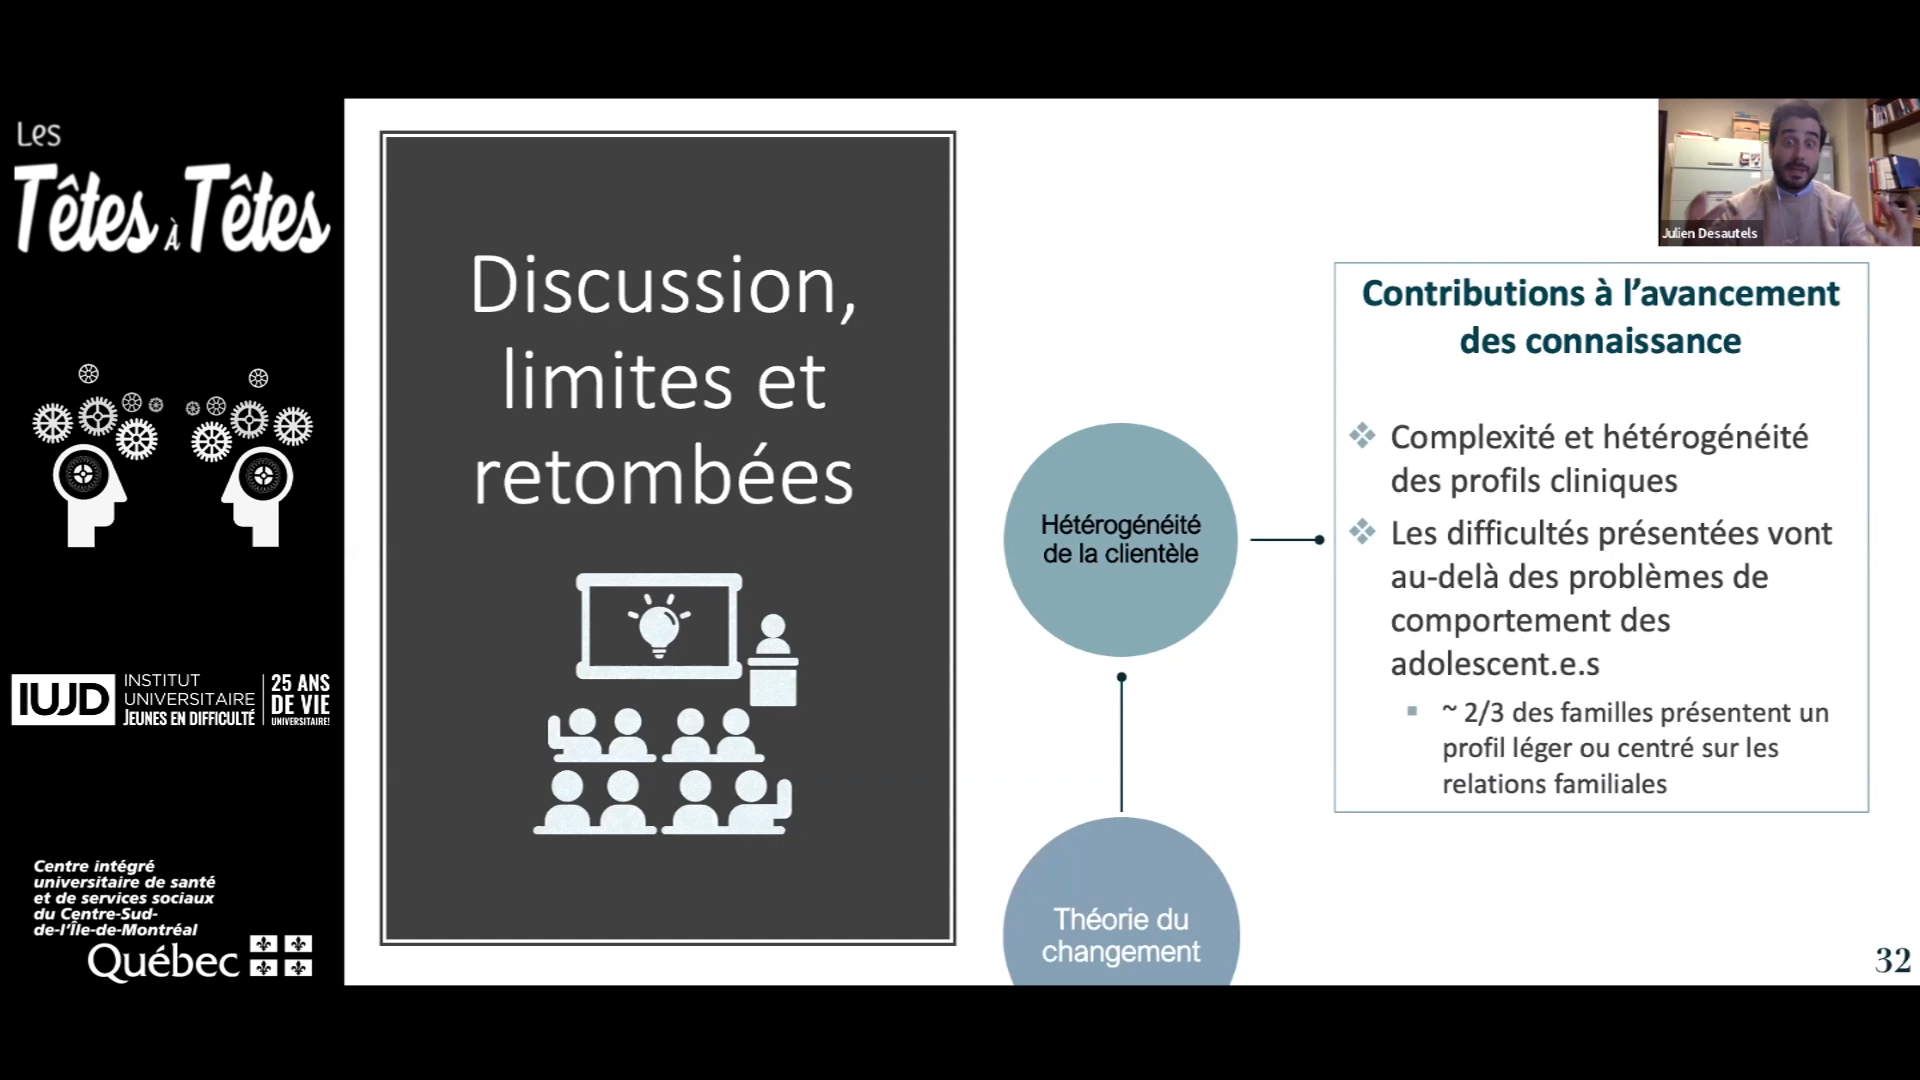 Les
Têtes À Têtes
IUJD
INSTITUT
UNIVERSITAIRE
JEUNES EN DIFFICULTÉ
25 ANS
DE VIE
UNIVERSITAIRE!
Centre intégré
universitaire de santé
et de services sociaux
du Centre-Sud-
de-l'Île-de-Montréal
Québec
Discussion,
limites et
retombées
Hétérogénéité
de la clientèle
Théorie du
changement
Julien Desautels
Contributions à l'avancement
des connaissance
Complexité et hétérogénéité
des profils cliniques
Les difficultés présentées vont
au-delà des problèmes de
comportement des
adolescent.e.s
~ 2/3 des familles présentent un
profil léger ou centré sur les
relations familiales
32